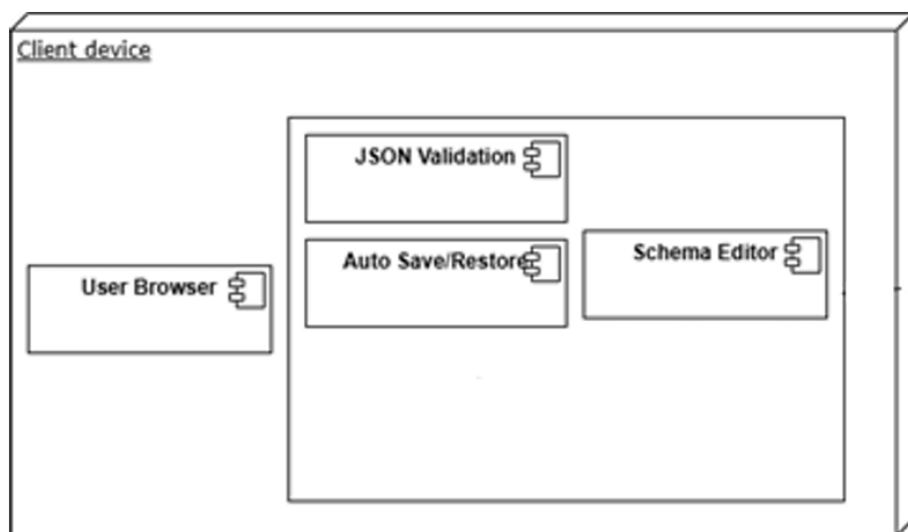 Client device
JSON Validation
Auto Save/Restore
Schema Editor
User Browser